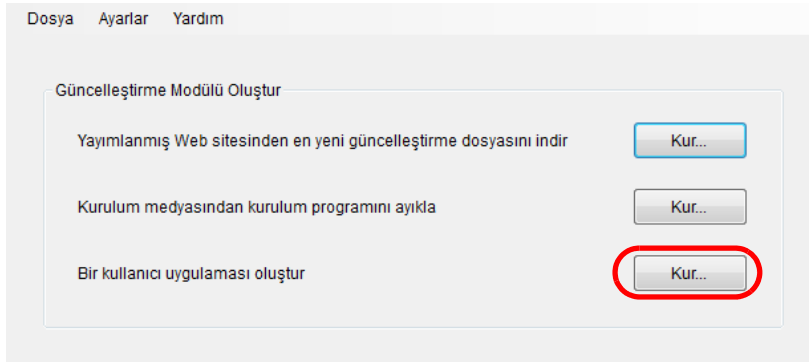 Dosya Ayarlar Yardım
Güncelleştirme Modülü Oluştur
Yayımlanmış Web sitesinden en yeni güncelleştirme dosyasını indir Kur...
Kurulum medyasından kurulum programını ayıkla Kur...
Bir kullanıcı uygulaması oluştur Kur...